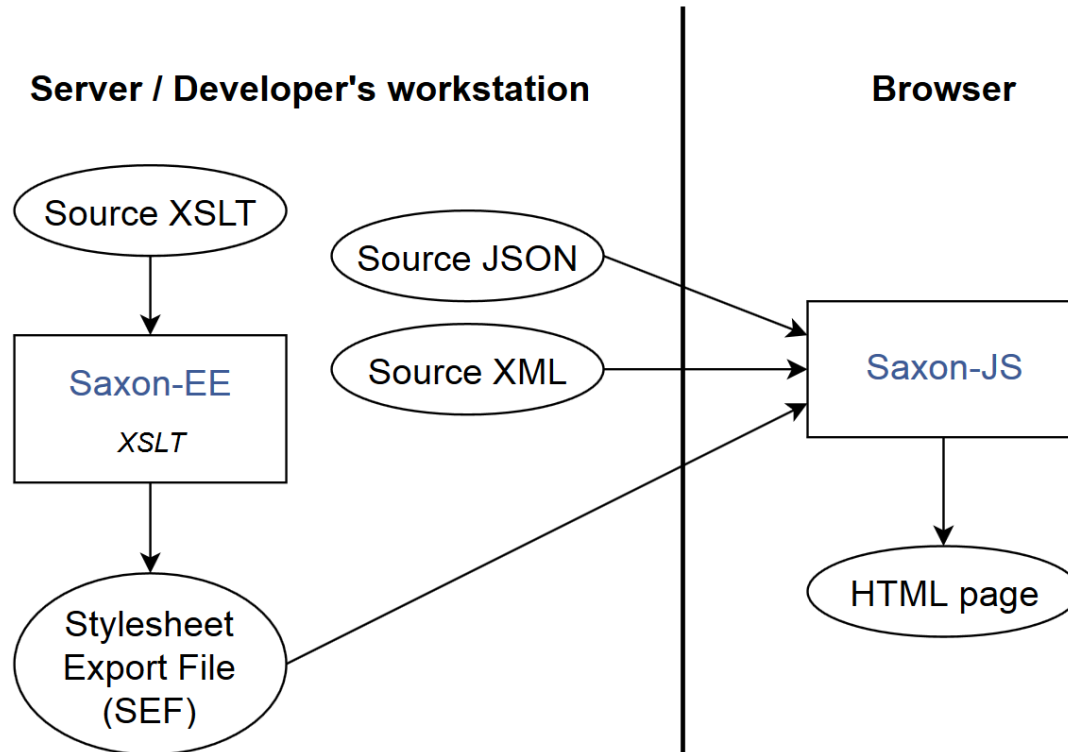 Server / Developer's workstation
Browser
Source XSLT
Source JSON
Source XML
Saxon-EE
XSLT
Saxon-JS
Stylesheet
Export File
(SEF)
HTML page